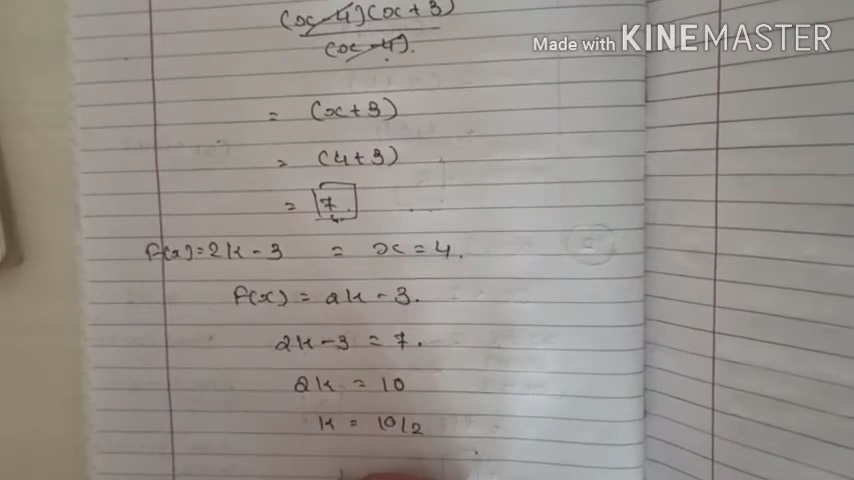 (x-4)(x+3)
(x-4).
Made with KINEMASTER
= (x+3)
= (4+3)
= 7.
f(x)=2k-3 = x=4.
f(x) = 2k-3.
2k-3 = 7.
2k = 10
k = 10/2